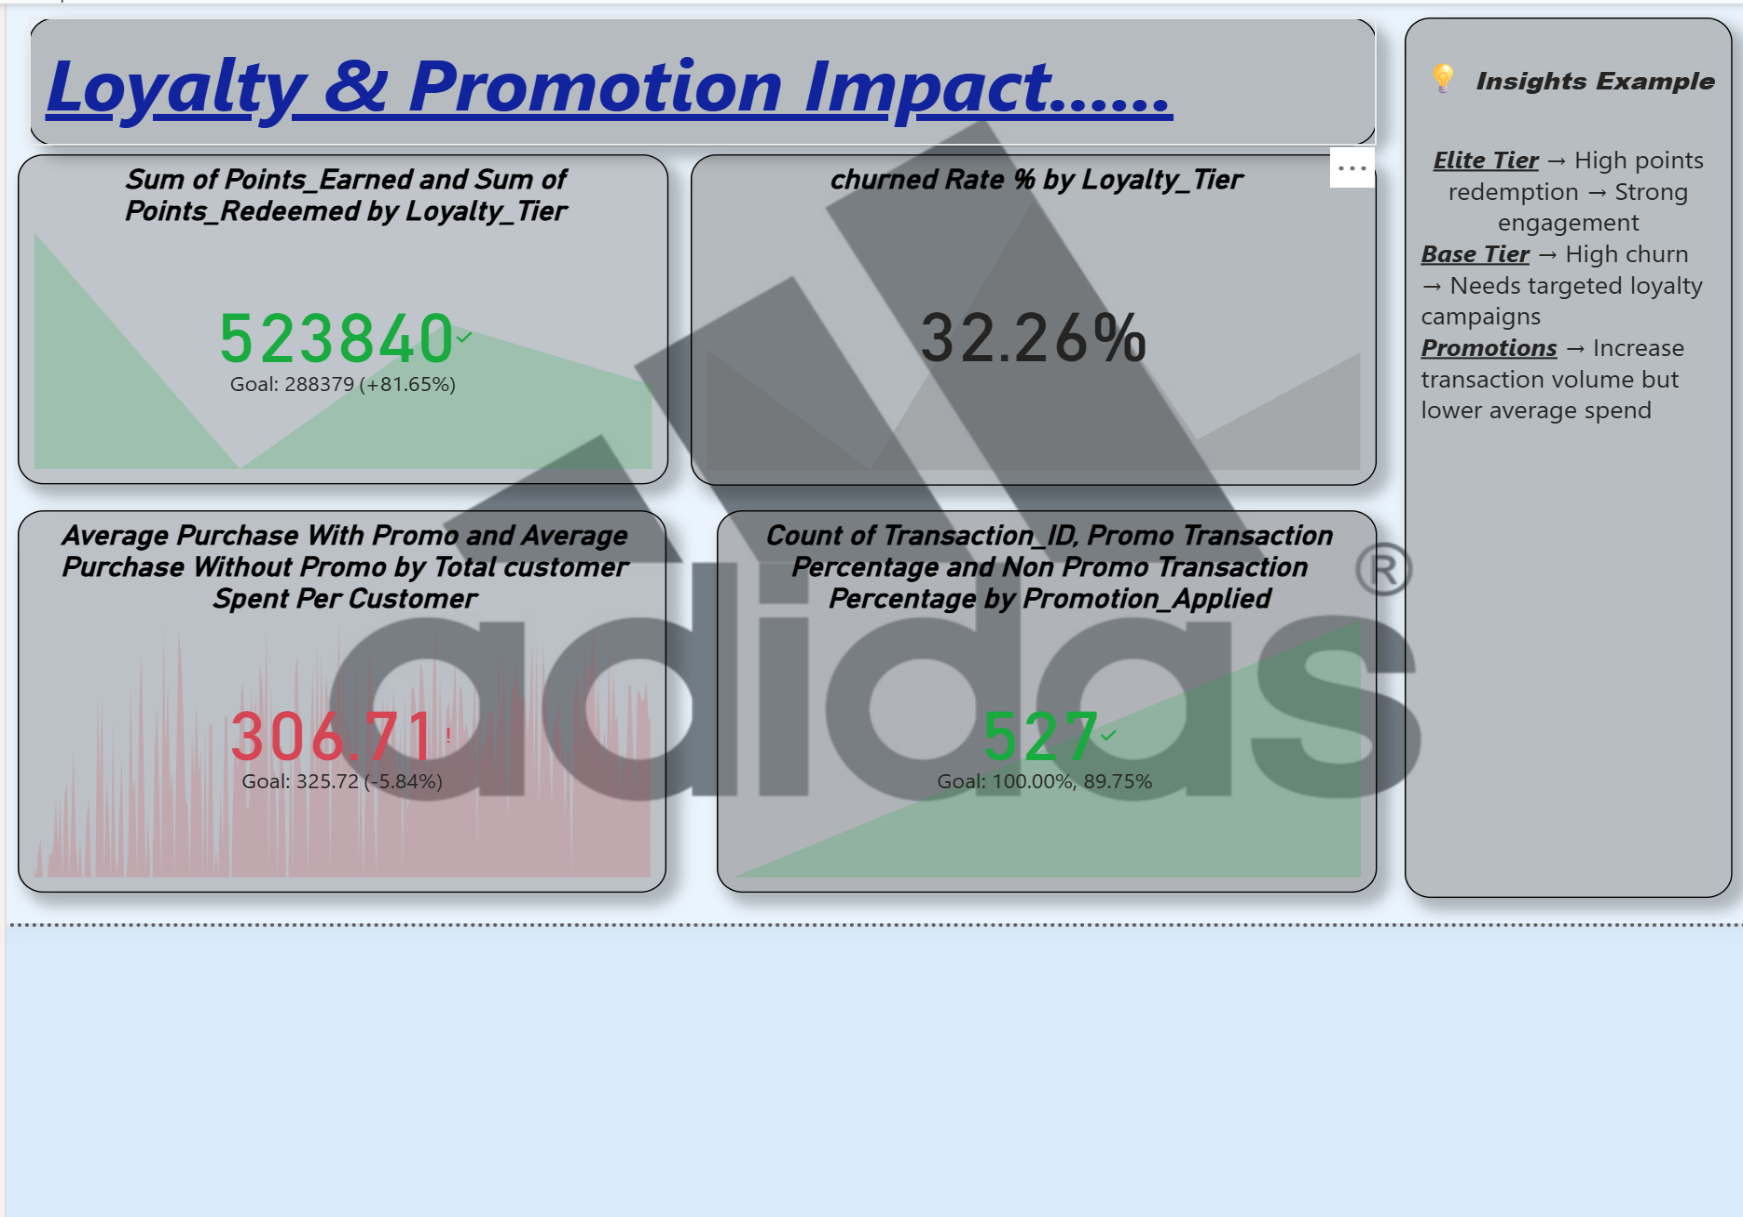 Loyalty & Promotion Impact......
Sum of Points_Earned and Sum of
Points_Redeemed by Loyalty_Tier
523840
Goal: 288379 (+81.65%)
churned Rate % by Loyalty_Tier
...
32.26%
Average Purchase With Promo and Average
Purchase Without Promo by Total customer
Spent Per Customer
306.71!
Goal: 325.72 (-5.84%)
Count of Transaction_ID, Promo Transaction
Percentage and Non Promo Transaction
Percentage by Promotion_Applied
527
Goal: 100.00%, 89.75%
adidas®
💡 Insights Example
Elite Tier → High points
redemption → Strong
engagement
Base Tier → High churn
→ Needs targeted loyalty
campaigns
Promotions → Increase
transaction volume but
lower average spend